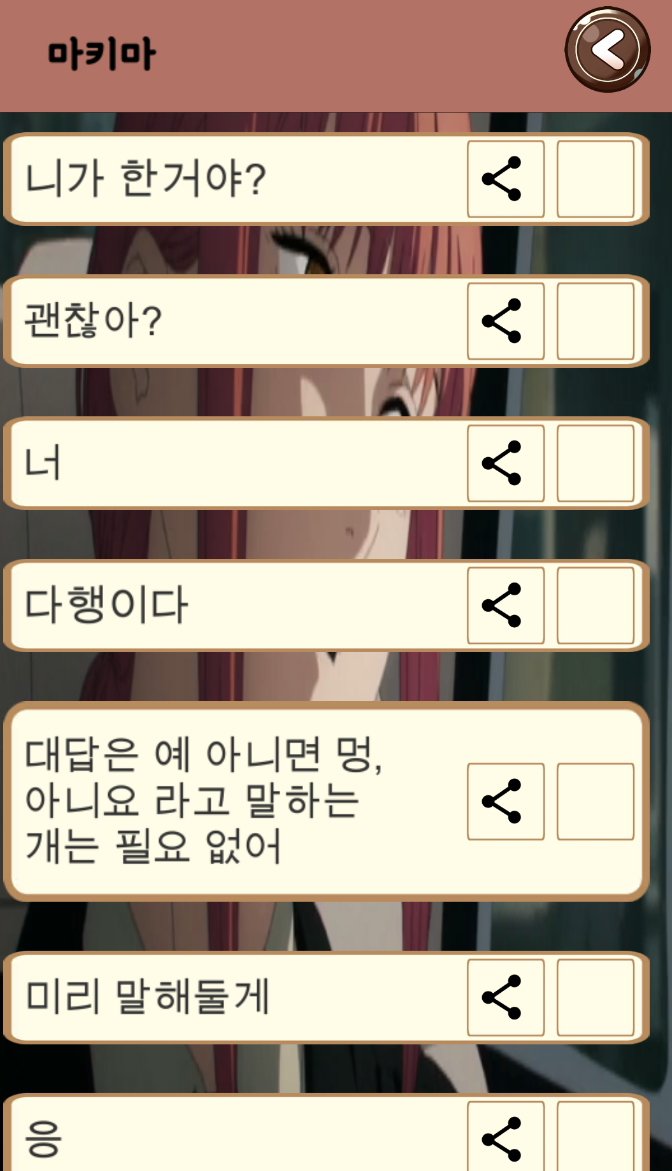 마키마
니가 한거야?
괜찮아?
너
다행이다
대답은 예 아니면 멍,
아니요 라고 말하는
개는 필요 없어
미리 말해둘게
응